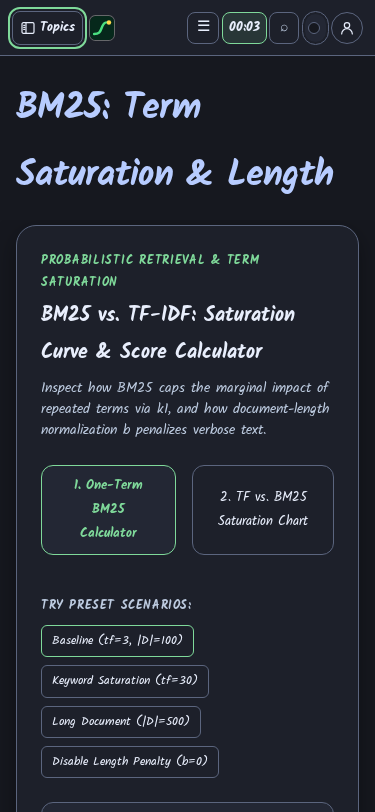 Topics
00:03
BM25: Term
Saturation & Length
PROBABILISTIC RETRIEVAL & TERM
SATURATION
BM25 vs. TF-IDF: Saturation
Curve & Score Calculator
Inspect how BM25 caps the marginal impact of
repeated terms via k1, and how document-length
normalization b penalizes verbose text.
1. One-Term
BM25
Calculator
2. TF vs. BM25
Saturation Chart
TRY PRESET SCENARIOS:
Baseline (tf=3, |D|=100)
Keyword Saturation (tf=30)
Long Document (|D|=500)
Disable Length Penalty (b=0)